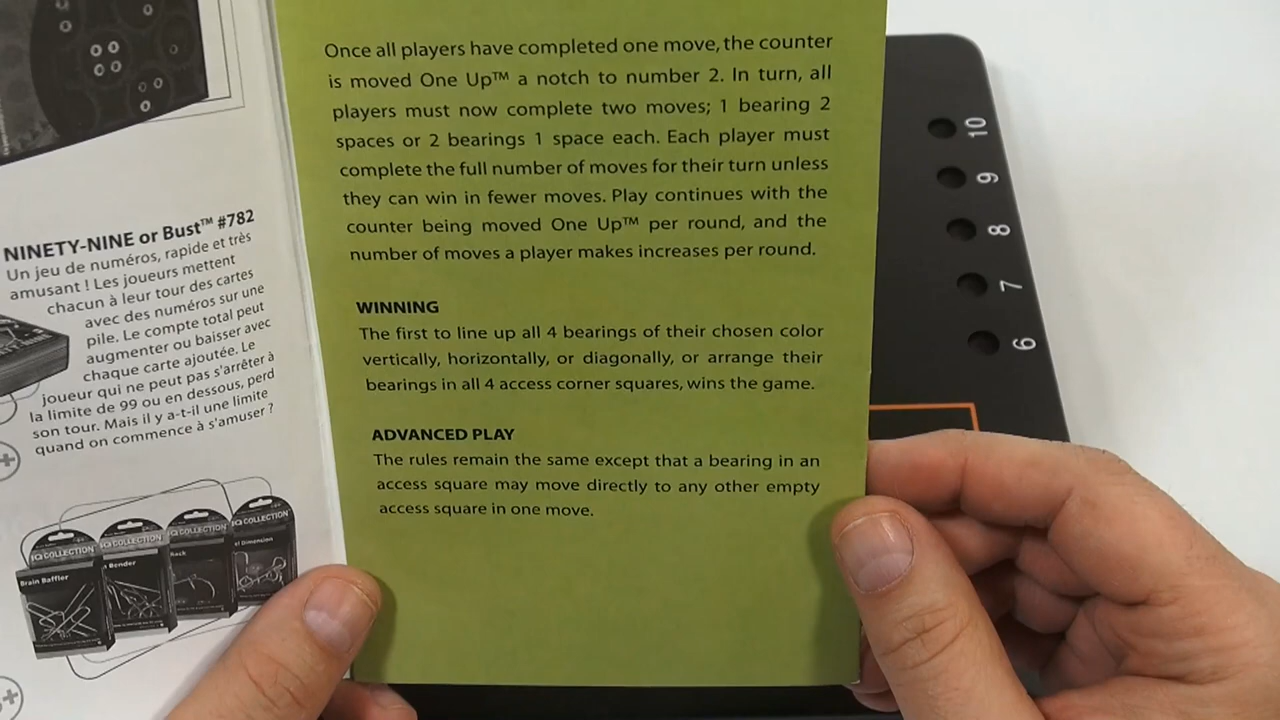 Once all players have completed one move, the counter
is moved One Up™ a notch to number 2. In turn, all
players must now complete two moves; 1 bearing 2
spaces or 2 bearings 1 space each. Each player must
complete the full number of moves for their turn unless
they can win in fewer moves. Play continues with the
counter being moved One Up™ per round, and the
number of moves a player makes increases per round.
WINNING
The first to line up all 4 bearings of their chosen color
vertically, horizontally, or diagonally, or arrange their
bearings in all 4 access corner squares, wins the game.
ADVANCED PLAY
The rules remain the same except that a bearing in an
access square may move directly to any other empty
access square in one move.
NINETY-NINE or Bust™ #782
Un jeu de numéros, rapide et très
amusant ! Les joueurs mettent
chacun à leur tour des cartes
avec des numéros sur une
pile. Le compte total peut
augmenter ou baisser avec
chaque carte ajoutée. Le
joueur qui ne peut pas s'arrêter à
la limite de 99 ou en dessous, perd
son tour. Mais il y a-t-il une limite
quand on commence à s'amuser ?
IQ COLLECTION
Brain Baffler
IQ COLLECTION
Bender
IQ COLLECTION
Rack
IQ COLLECTION
Dimension
10
9
8
7
6